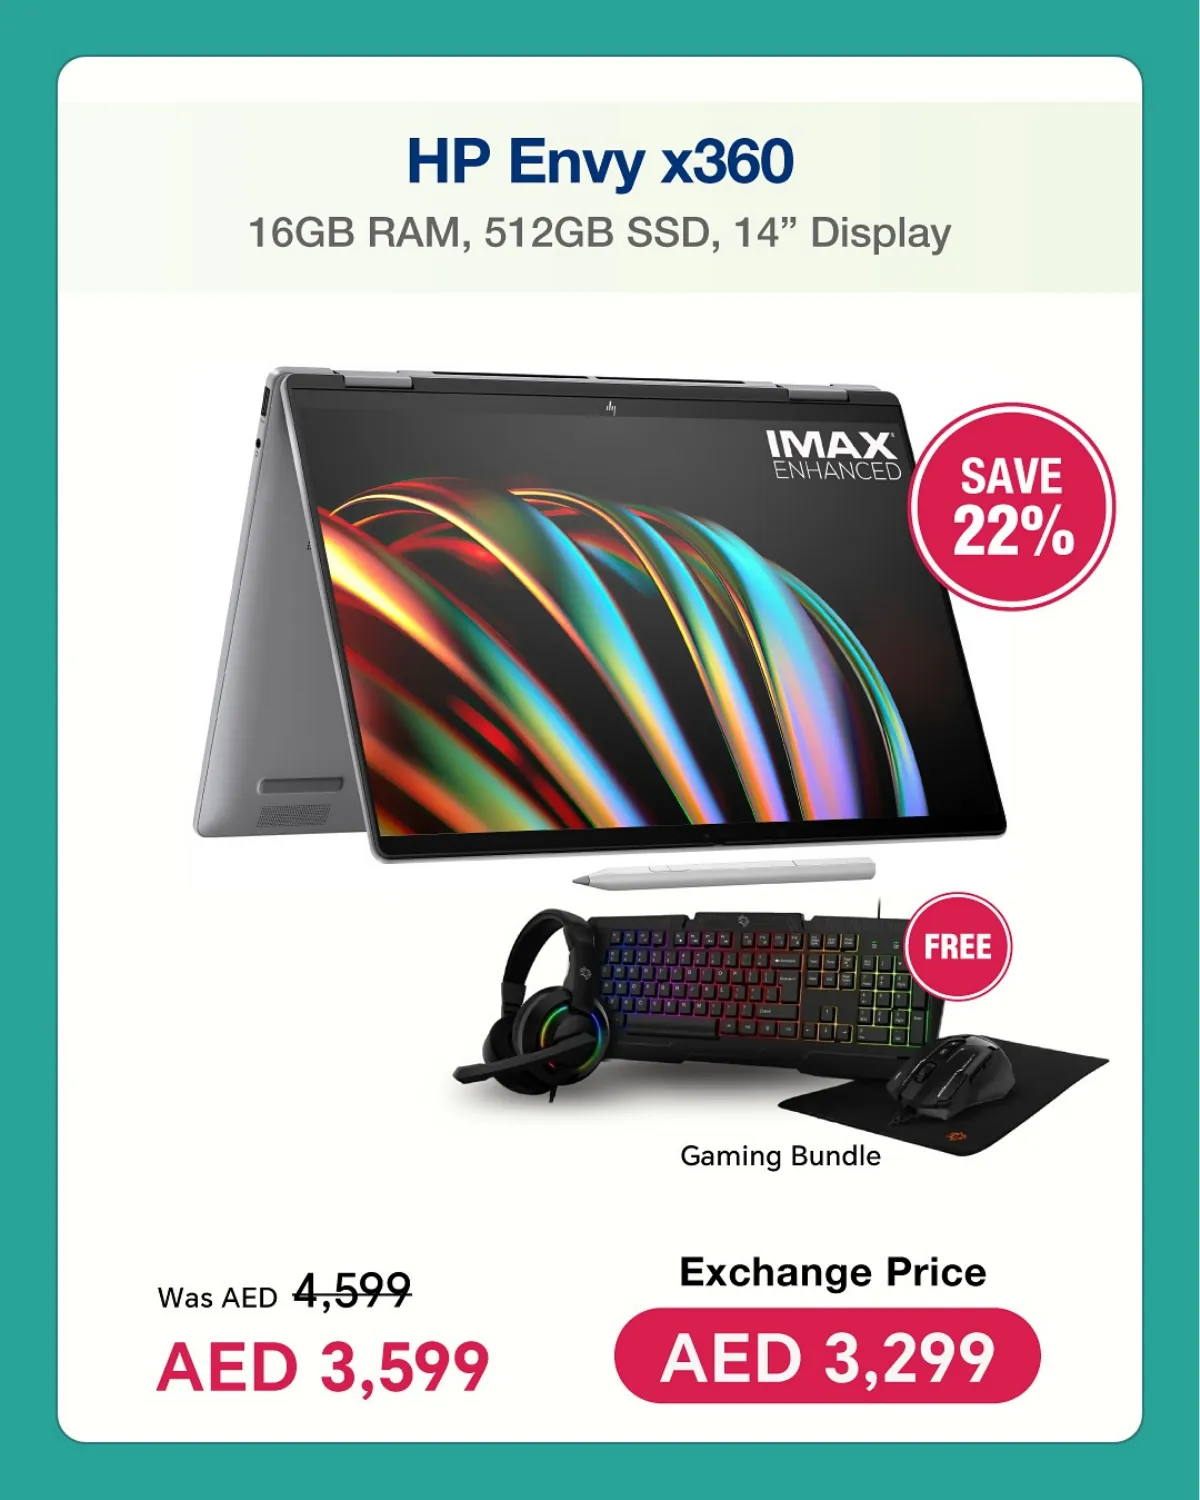 HP Envy x360
16GB RAM, 512GB SSD, 14” Display
hp
IMAX
ENHANCED
SAVE
22%
FREE
Gaming Bundle
Was AED 4,599
AED 3,599
Exchange Price
AED 3,299